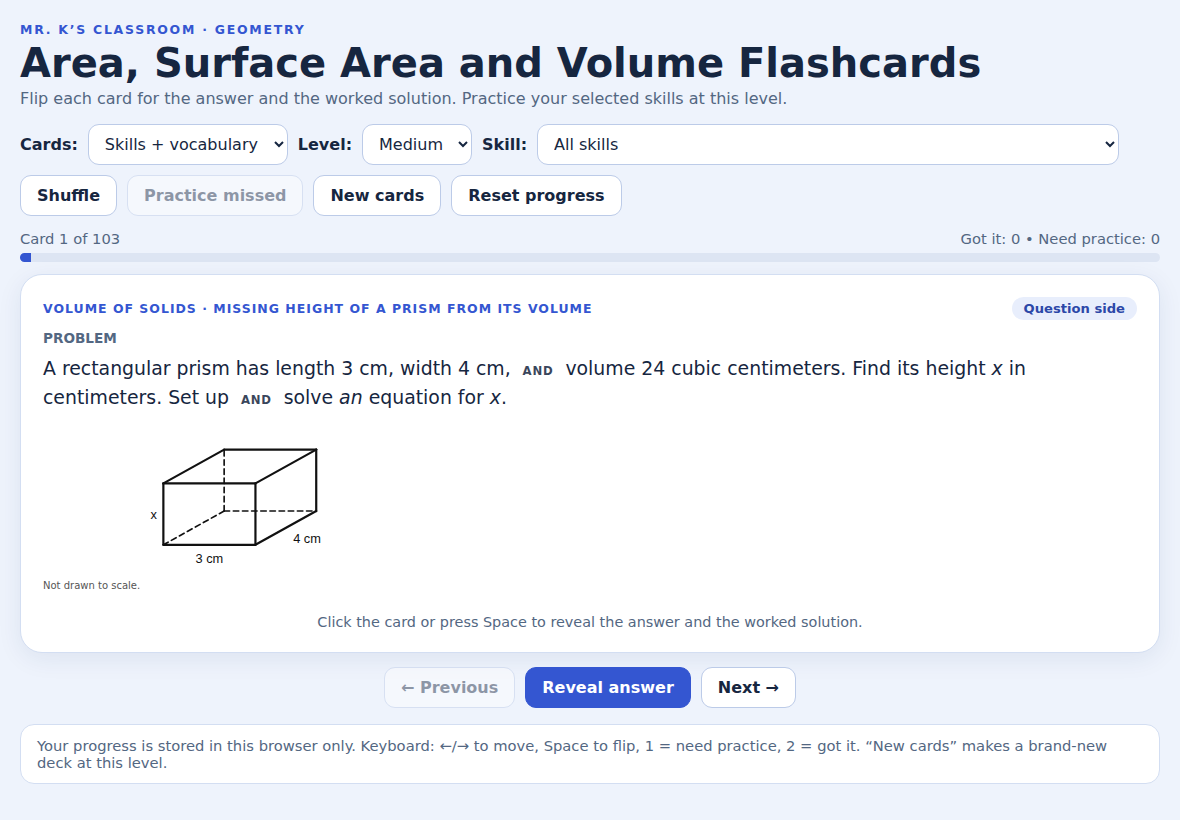 MR. K’S CLASSROOM · GEOMETRY
Area, Surface Area and Volume Flashcards
Flip each card for the answer and the worked solution. Practice your selected skills at this level.
Cards: Skills + vocabulary Level: Medium Skill: All skills
Shuffle Practice missed New cards Reset progress
Card 1 of 103 Got it: 0 • Need practice: 0
VOLUME OF SOLIDS · MISSING HEIGHT OF A PRISM FROM ITS VOLUME Question side
PROBLEM
A rectangular prism has length 3 cm, width 4 cm, AND volume 24 cubic centimeters. Find its height x in
centimeters. Set up AND solve an equation for x.
x
4 cm
3 cm
Not drawn to scale.
Click the card or press Space to reveal the answer and the worked solution.
← Previous Reveal answer Next →
Your progress is stored in this browser only. Keyboard: ←/→ to move, Space to flip, 1 = need practice, 2 = got it. “New cards” makes a brand-new
deck at this level.